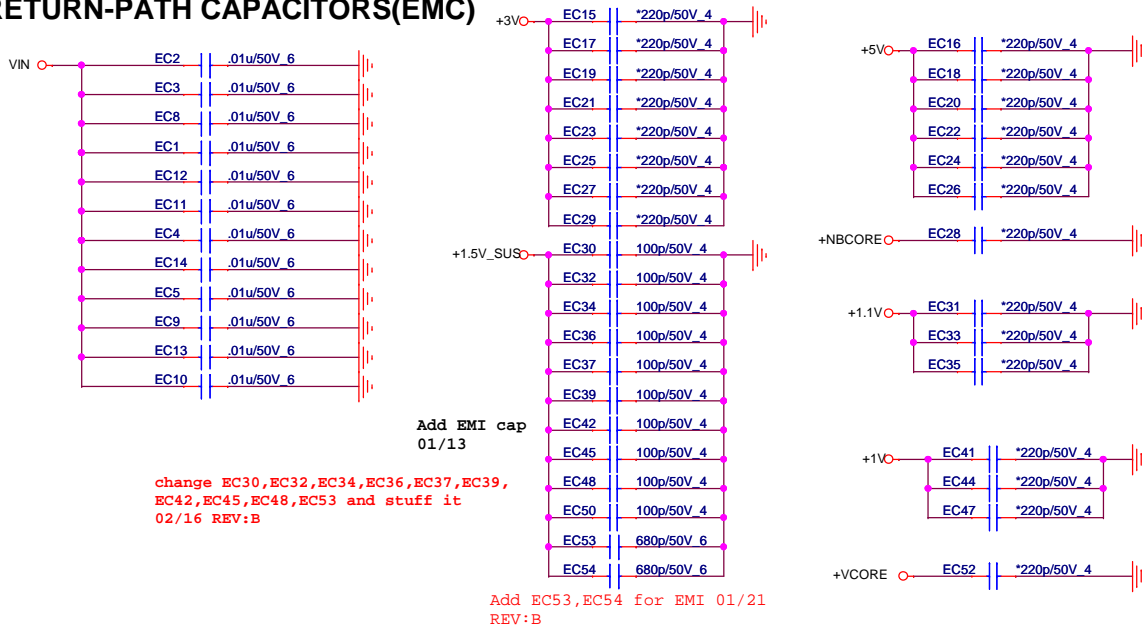 RETURN-PATH CAPACITORS(EMC)
VIN
EC2 .01u/50V_6
EC3 .01u/50V_6
EC8 .01u/50V_6
EC1 .01u/50V_6
EC12 .01u/50V_6
EC11 .01u/50V_6
EC4 .01u/50V_6
EC14 .01u/50V_6
EC5 .01u/50V_6
EC9 .01u/50V_6
EC13 .01u/50V_6
EC10 .01u/50V_6
change EC30,EC32,EC34,EC36,EC37,EC39,
EC42,EC45,EC48,EC53 and stuff it
02/16 REV:B
+3V
EC15 *220p/50V_4
EC17 *220p/50V_4
EC19 *220p/50V_4
EC21 *220p/50V_4
EC23 *220p/50V_4
EC25 *220p/50V_4
EC27 *220p/50V_4
EC29 *220p/50V_4
+1.5V_SUS
EC30 100p/50V_4
EC32 100p/50V_4
EC34 100p/50V_4
EC36 100p/50V_4
EC37 100p/50V_4
EC39 100p/50V_4
EC42 100p/50V_4
EC45 100p/50V_4
EC48 100p/50V_4
EC50 100p/50V_4
EC53 680p/50V_6
EC54 680p/50V_6
Add EMI cap
01/13
Add EC53,EC54 for EMI 01/21
REV:B
+5V
EC16 *220p/50V_4
EC18 *220p/50V_4
EC20 *220p/50V_4
EC22 *220p/50V_4
EC24 *220p/50V_4
EC26 *220p/50V_4
+NBCORE
EC28 *220p/50V_4
+1.1V
EC31 *220p/50V_4
EC33 *220p/50V_4
EC35 *220p/50V_4
+1V
EC41 *220p/50V_4
EC44 *220p/50V_4
EC47 *220p/50V_4
+VCORE
EC52 *220p/50V_4